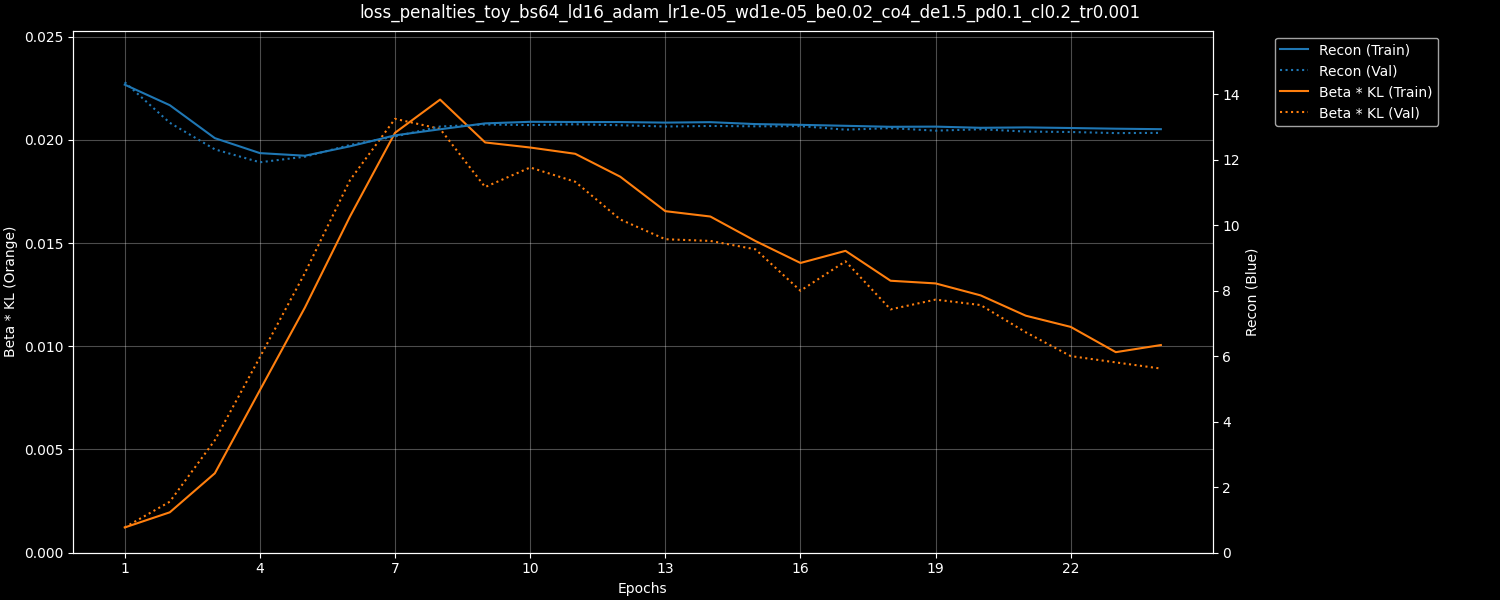 loss_penalties_toy_bs64_ld16_adam_lr1e-05_wd1e-05_be0.02_co4_de1.5_pd0.1_cl0.2_tr0.001
Recon (Train)
Recon (Val)
Beta * KL (Train)
Beta * KL (Val)
Beta * KL (Orange)
0.025
0.020
0.015
0.010
0.005
0.000
14
12
10
8
6
4
2
0
Recon (Blue)
1 4 7 10 13 16 19 22
Epochs